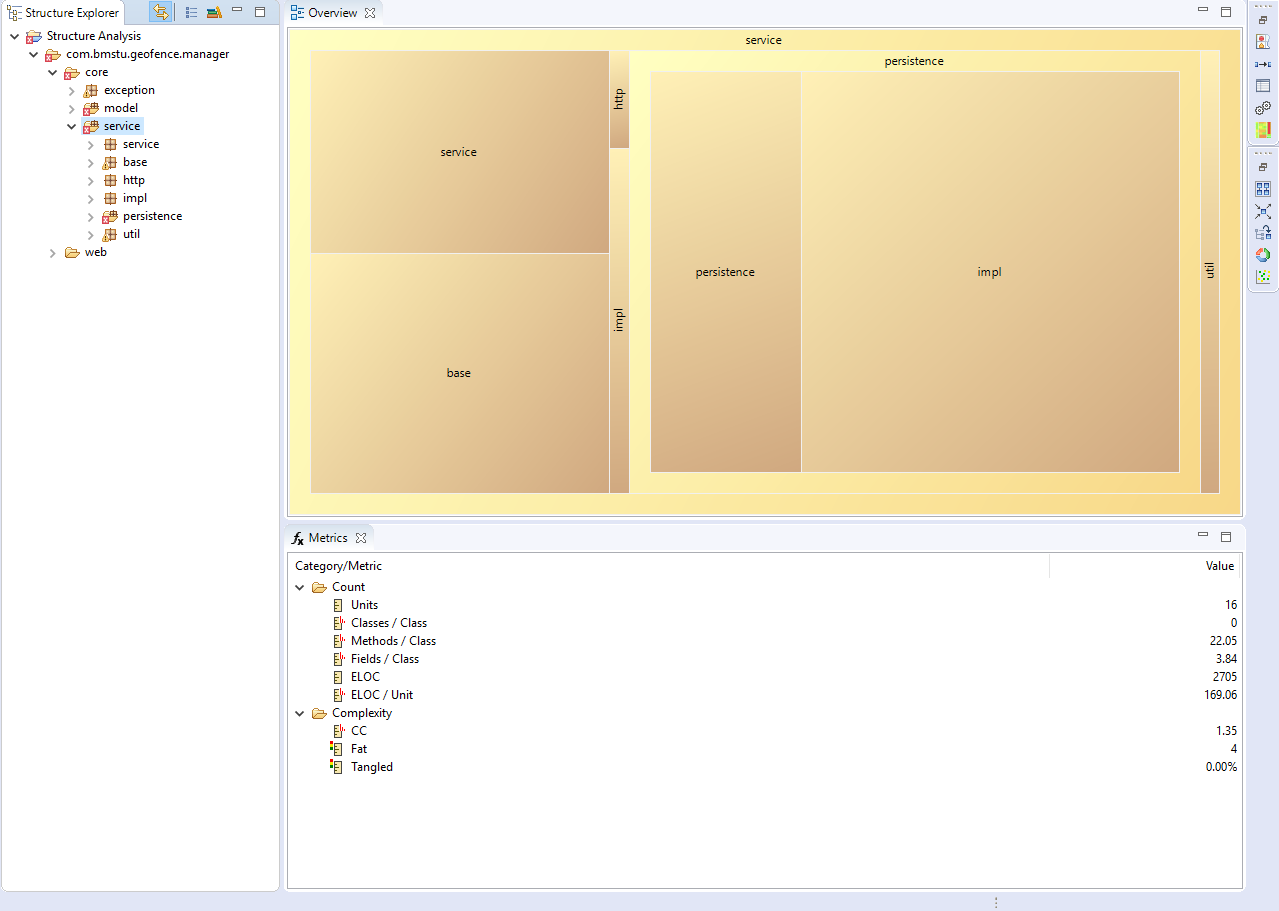 Structure Explorer
Structure Analysis
com.bmstu.geofence.manager
core
exception
model
service
service
base
http
impl
persistence
util
web
Overview
service
service
base
http
impl
persistence
persistence
impl
util
Metrics
Category/Metric Value
Count
Units 16
Classes / Class 0
Methods / Class 22.05
Fields / Class 3.84
ELOC 2705
ELOC / Unit 169.06
Complexity
CC 1.35
Fat 4
Tangled 0.00%